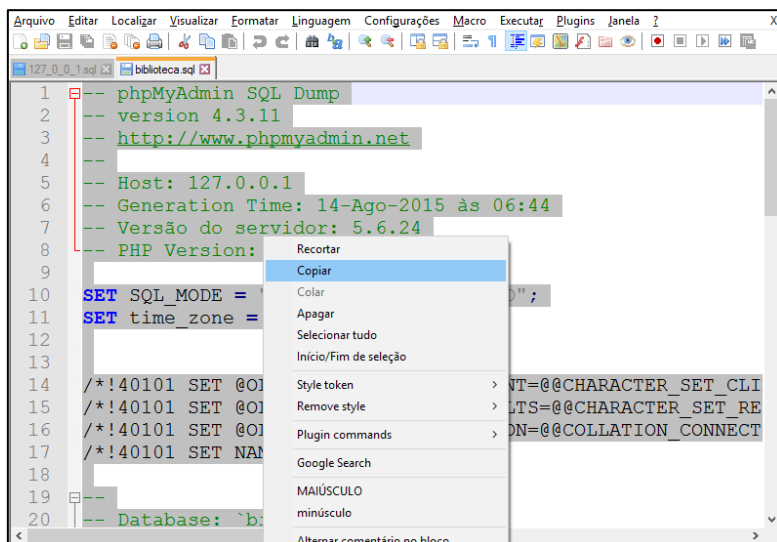 Arquivo Editar Localizar Visualizar Formatar Linguagem Configurações Macro Executar Plugins Janela ? X
127_0_0_1.sql biblioteca.sql
1 -- phpMyAdmin SQL Dump
2 -- version 4.3.11
3 -- http://www.phpmyadmin.net
4 --
5 -- Host: 127.0.0.1
6 -- Generation Time: 14-Ago-2015 às 06:44
7 -- Versão do servidor: 5.6.24
8 -- PHP Version:
Recortar
9
Copiar
10 SET SQL_MODE = " ";
Colar
11 SET time_zone =
Apagar
12
Selecionar tudo
13
Início/Fim de seleção
14 /*!40101 SET @OL NT=@@CHARACTER_SET_CLI
Style token
15 /*!40101 SET @OL LTS=@@CHARACTER_SET_RE
Remove style
16 /*!40101 SET @OL ON=@@COLLATION_CONNECT
Plugin commands
17 /*!40101 SET NAM
Google Search
18
MAIÚSCULO
19 --
minúsculo
20 -- Database: `bi
Alternar comentário no bloco